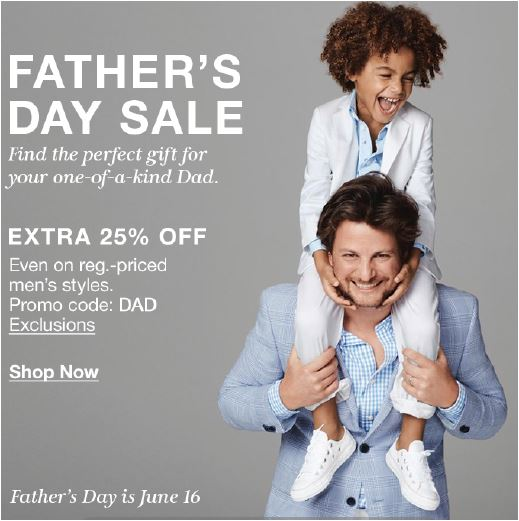 FATHER'S
DAY SALE
Find the perfect gift for
your one-of-a-kind Dad.
EXTRA 25% OFF
Even on reg.-priced
men's styles.
Promo code: DAD
Exclusions
Shop Now
Father's Day is June 16